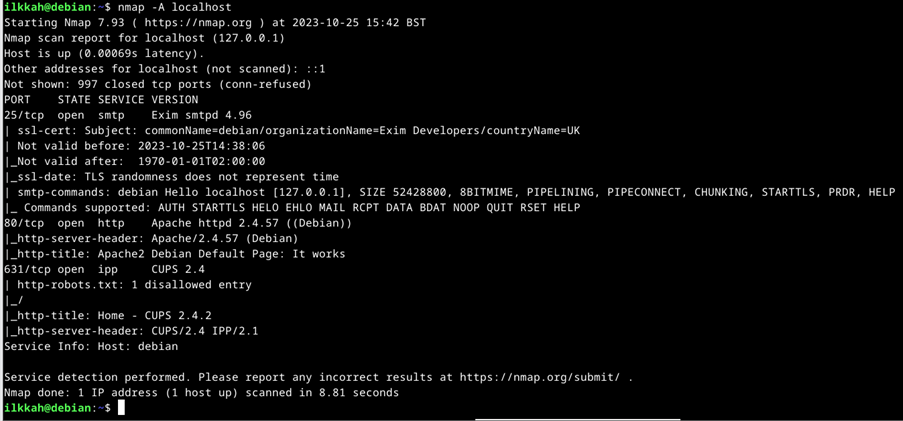 ilkkah@debian:~$ nmap -A localhost
Starting Nmap 7.93 ( https://nmap.org ) at 2023-10-25 15:42 BST
Nmap scan report for localhost (127.0.0.1)
Host is up (0.00069s latency).
Other addresses for localhost (not scanned): ::1
Not shown: 997 closed tcp ports (conn-refused)
PORT    STATE SERVICE VERSION
25/tcp  open  smtp    Exim smtpd 4.96
| ssl-cert: Subject: commonName=debian/organizationName=Exim Developers/countryName=UK
| Not valid before: 2023-10-25T14:38:06
|_Not valid after:  1970-01-01T02:00:00
|_ssl-date: TLS randomness does not represent time
| smtp-commands: debian Hello localhost [127.0.0.1], SIZE 52428800, 8BITMIME, PIPELINING, PIPECONNECT, CHUNKING, STARTTLS, PRDR, HELP
|_ Commands supported: AUTH STARTTLS HELO EHLO MAIL RCPT DATA BDAT NOOP QUIT RSET HELP
80/tcp  open  http    Apache httpd 2.4.57 ((Debian))
|_http-server-header: Apache/2.4.57 (Debian)
|_http-title: Apache2 Debian Default Page: It works
631/tcp open  ipp     CUPS 2.4
| http-robots.txt: 1 disallowed entry
|_/
|_http-title: Home - CUPS 2.4.2
|_http-server-header: CUPS/2.4 IPP/2.1
Service Info: Host: debian

Service detection performed. Please report any incorrect results at https://nmap.org/submit/ .
Nmap done: 1 IP address (1 host up) scanned in 8.81 seconds
ilkkah@debian:~$